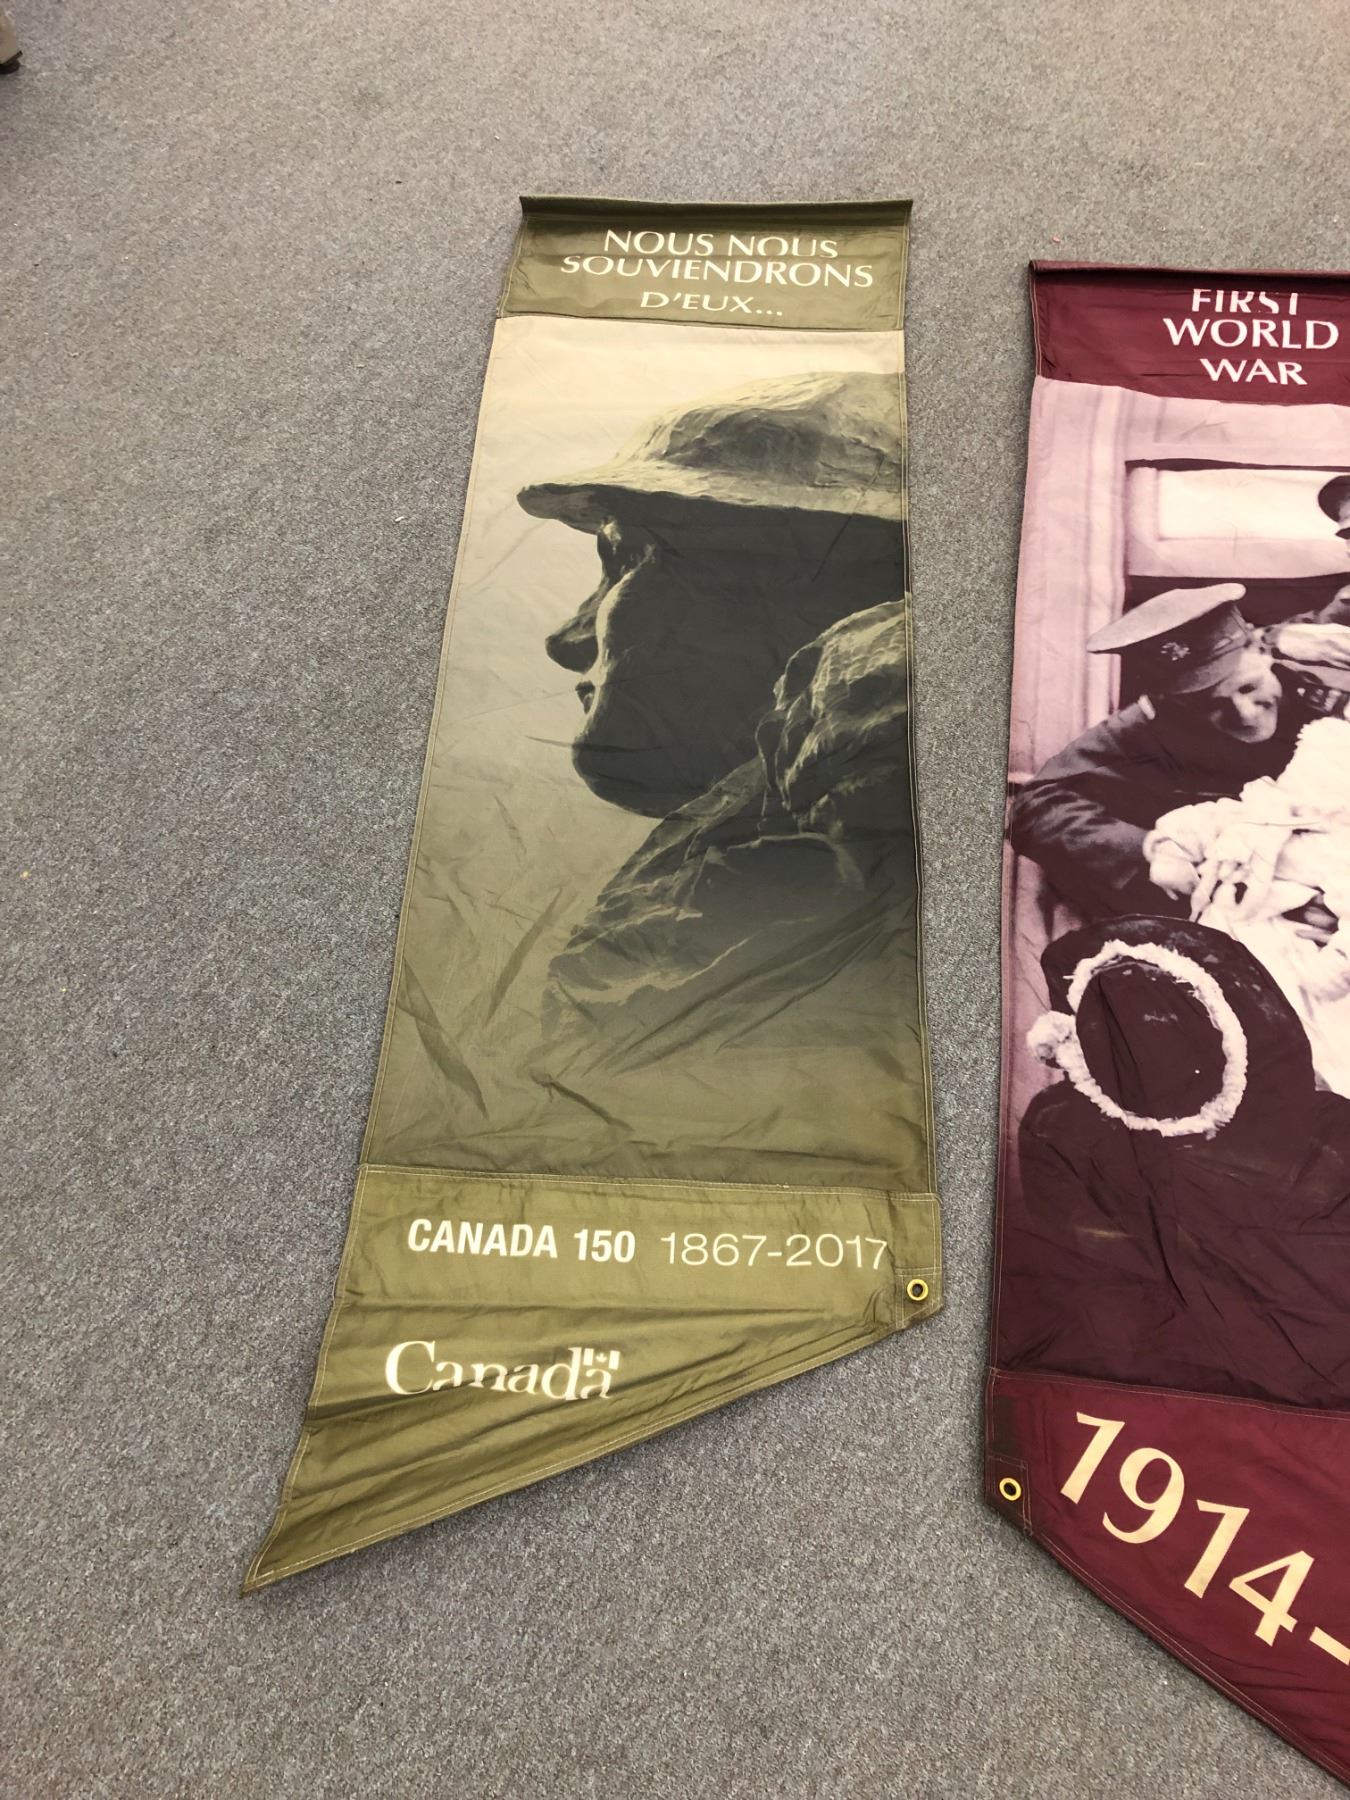 NOUS NOUS
SOUVIENDRONS
D'EUX...
CANADA 150 1867-2017
Canada
FIRST
WORLD
WAR
1914-